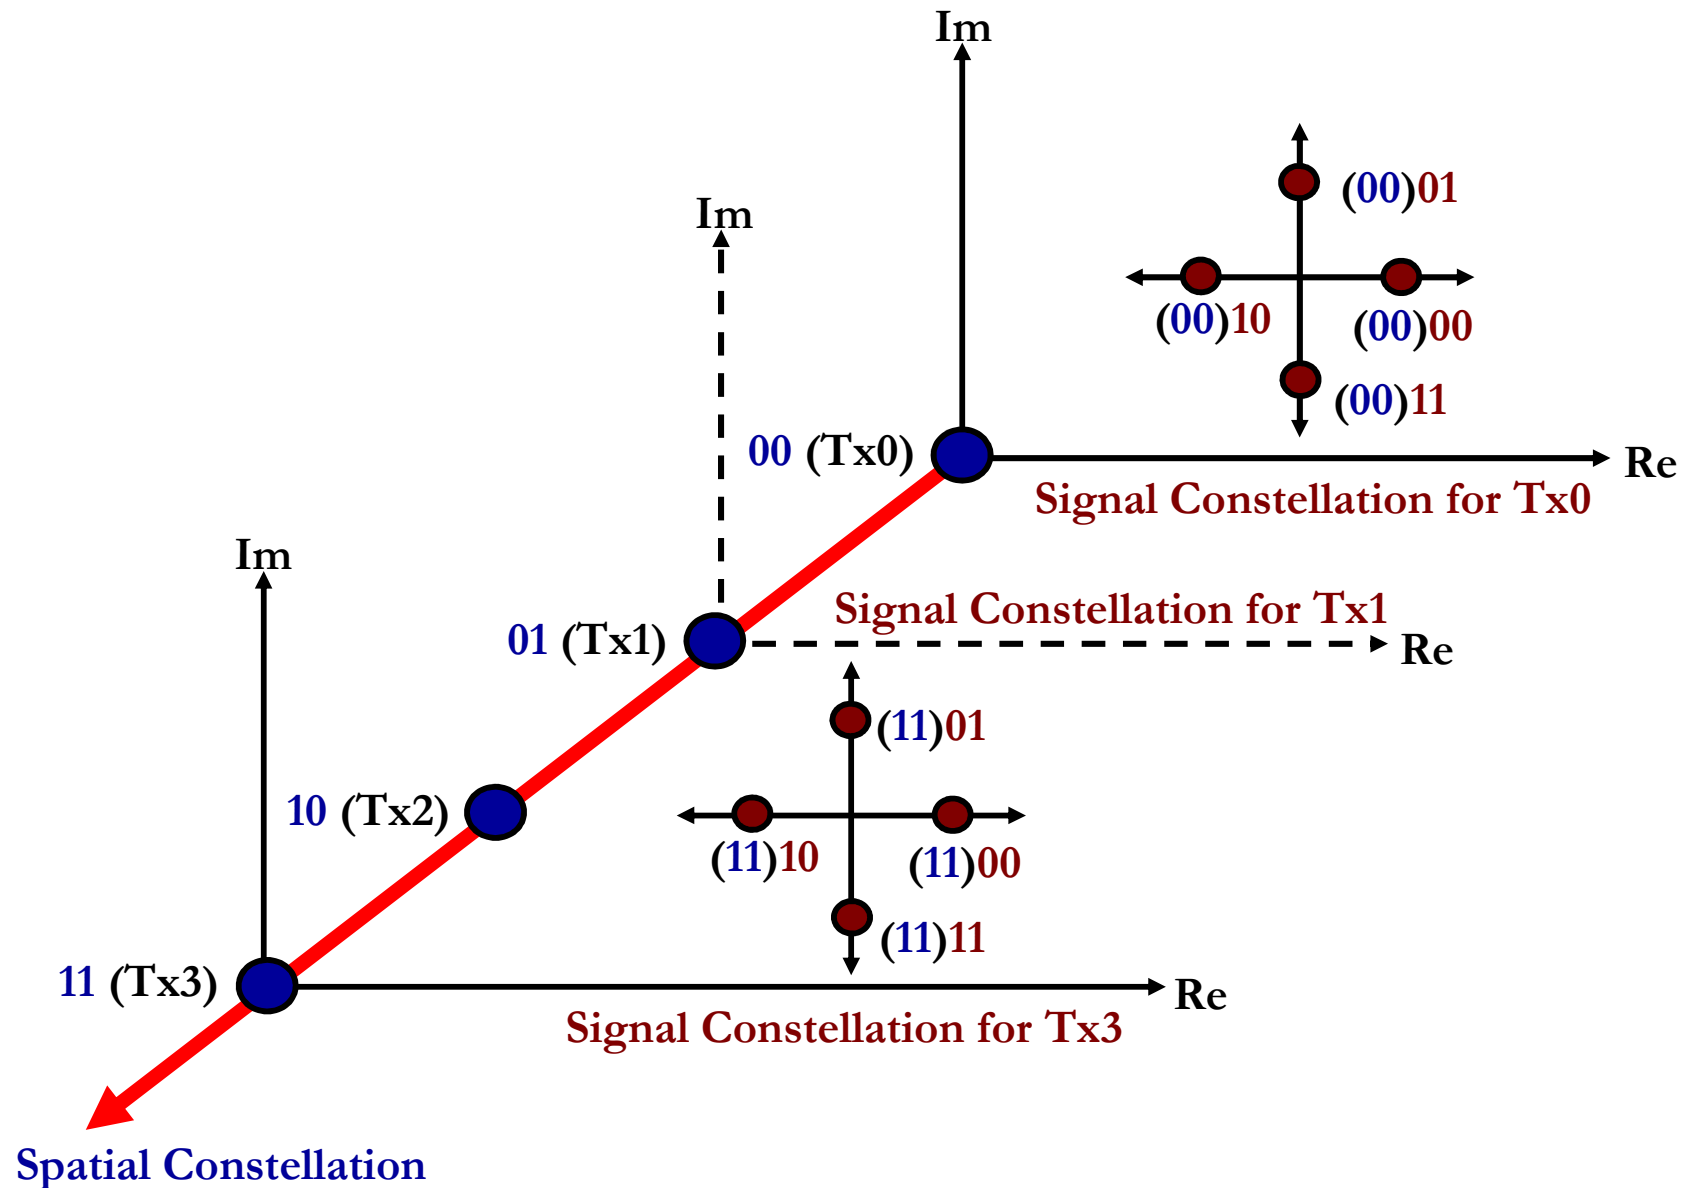 Im
(00)01
Im
(00)10
(00)00
(00)11
00 (Tx0)
Re
Signal Constellation for Tx0
Im
Signal Constellation for Tx1
01 (Tx1)
Re
(11)01
10 (Tx2)
(11)10
(11)00
(11)11
11 (Tx3)
Re
Signal Constellation for Tx3
Spatial Constellation